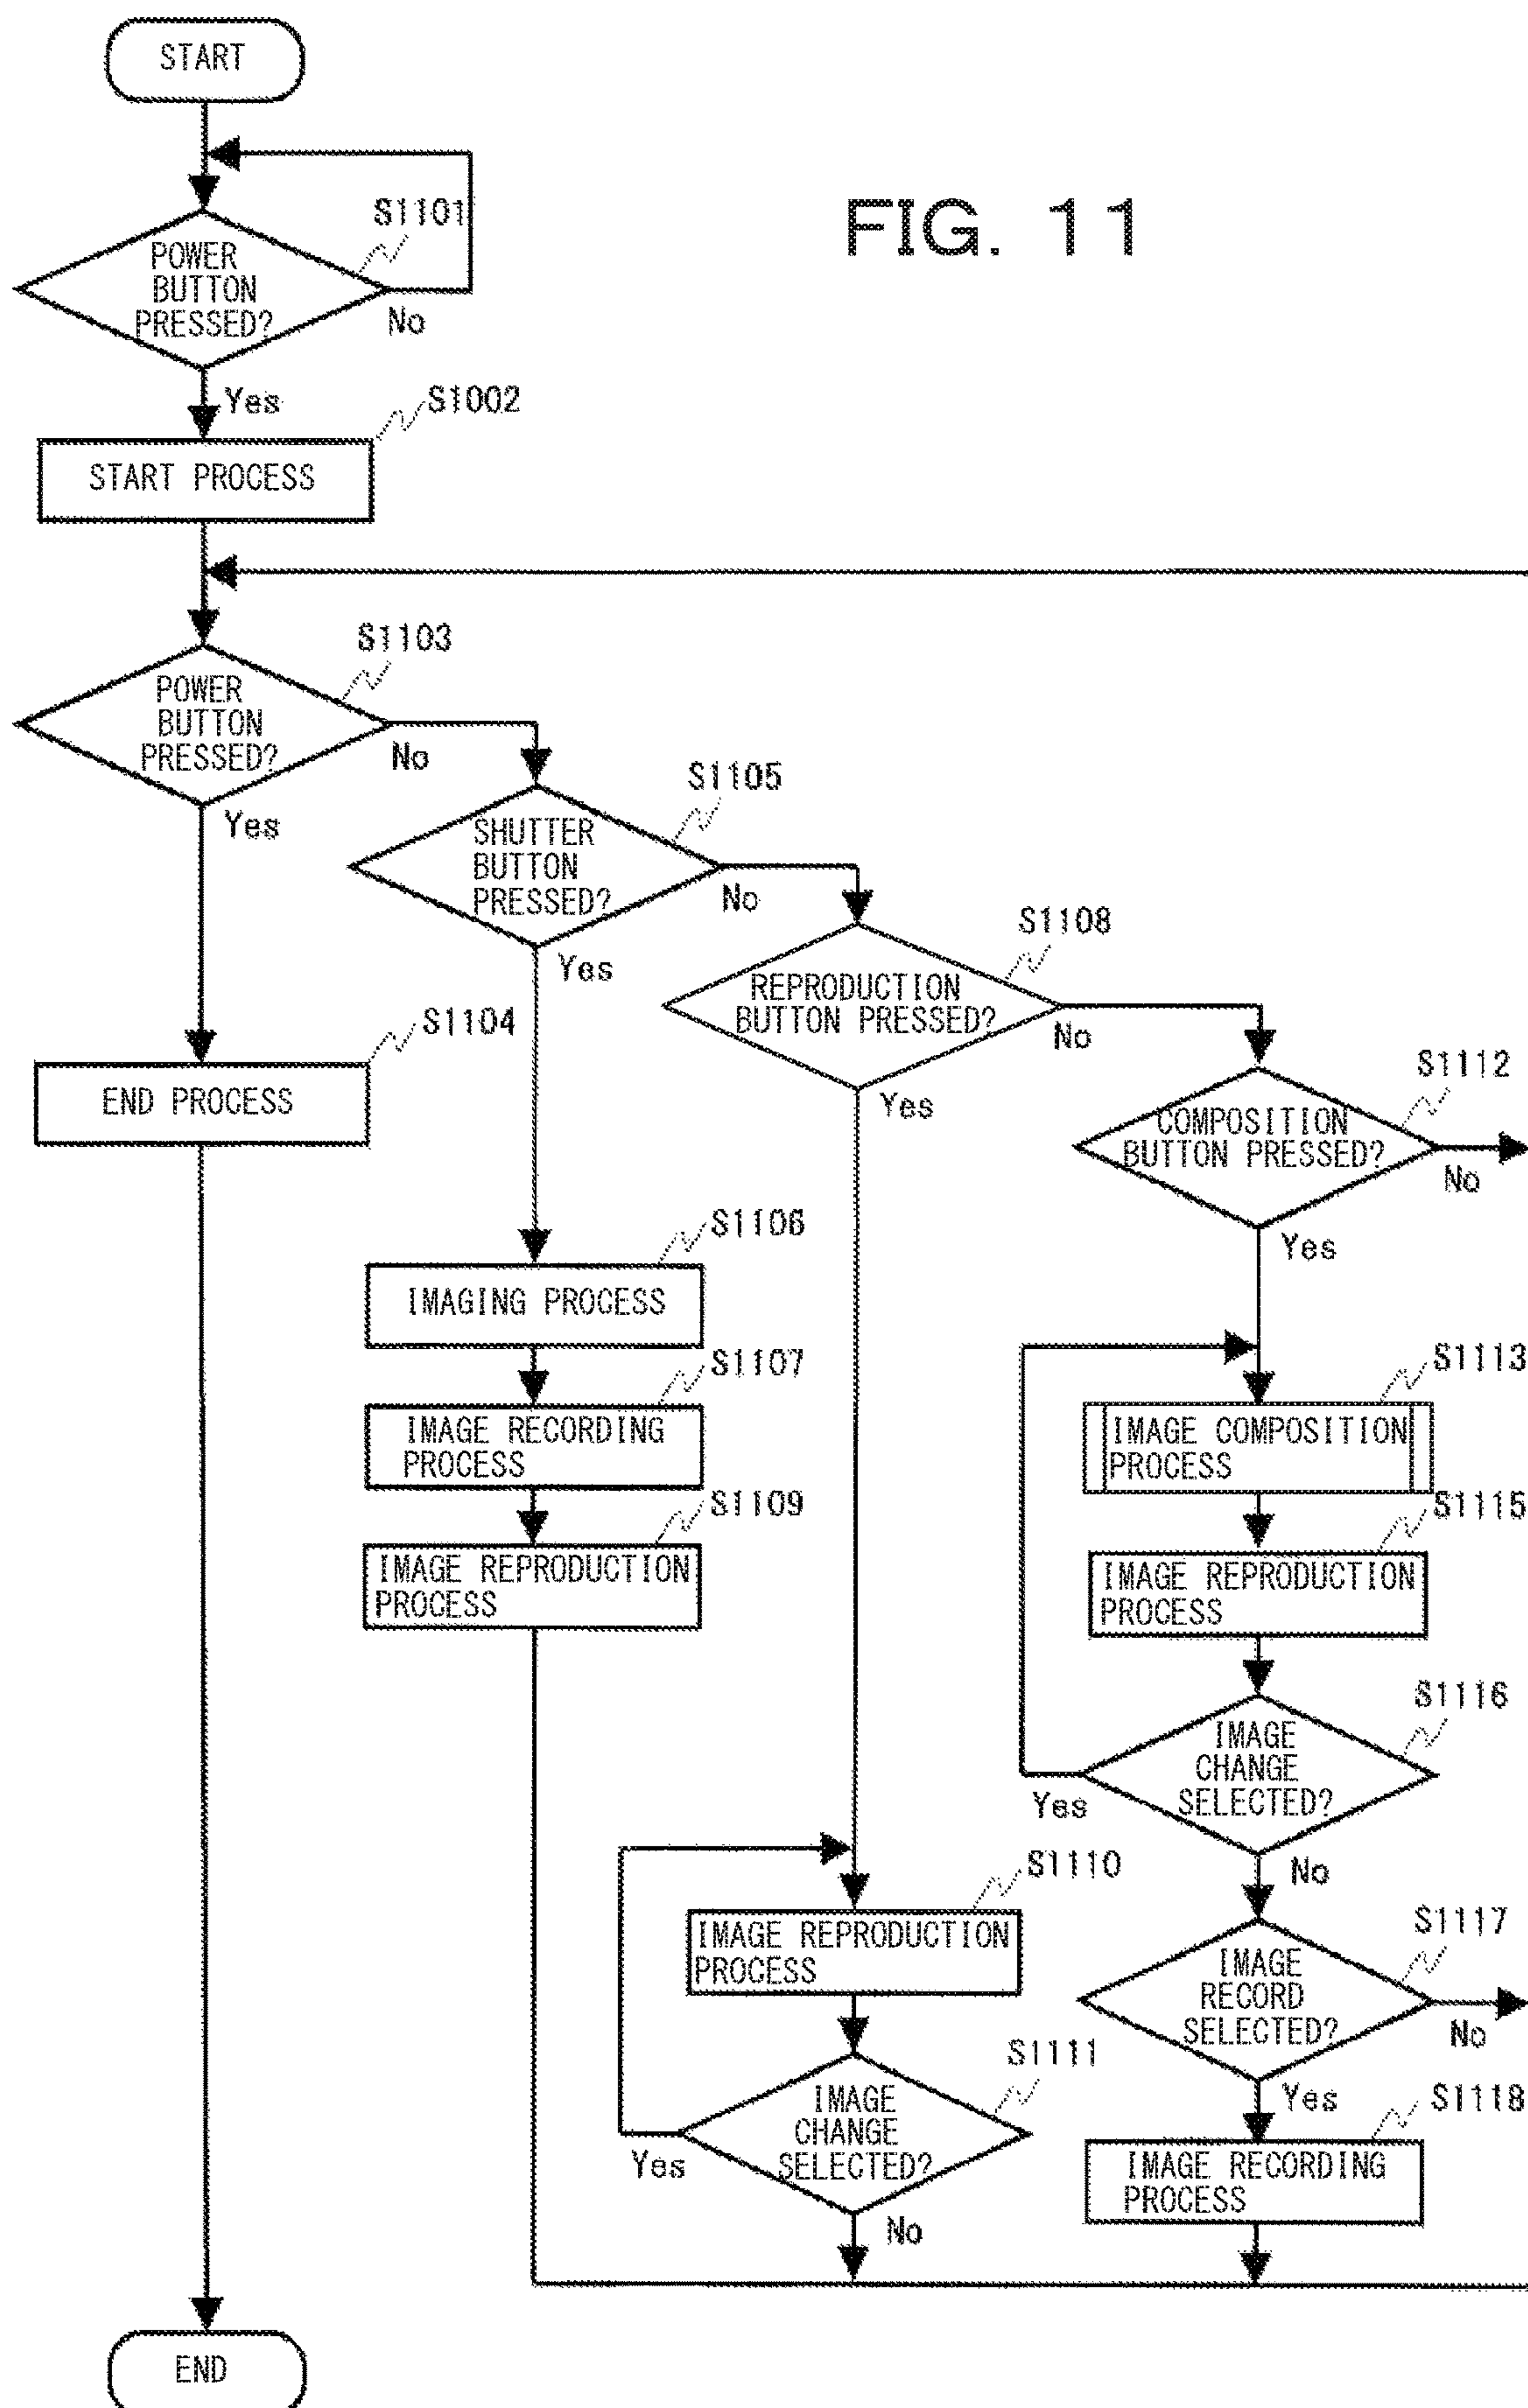 START
FIG. 11
S1101
POWER
BUTTON
PRESSED?
No
Yes
S1002
START PROCESS
S1103
POWER
BUTTON
PRESSED?
No
Yes
S1105
SHUTTER
BUTTON
PRESSED?
No
Yes
S1108
REPRODUCTION
BUTTON PRESSED?
No
Yes
S1104
END PROCESS
S1112
COMPOSITION
BUTTON PRESSED?
No
Yes
S1106
IMAGING PROCESS
S1107
IMAGE RECORDING
PROCESS
S1109
IMAGE REPRODUCTION
PROCESS
S1113
IMAGE COMPOSITION
PROCESS
S1115
IMAGE REPRODUCTION
PROCESS
S1116
IMAGE
CHANGE
SELECTED?
Yes
No
S1110
IMAGE REPRODUCTION
PROCESS
S1111
IMAGE
CHANGE
SELECTED?
Yes
No
S1117
IMAGE
RECORD
SELECTED?
No
Yes
S1118
IMAGE RECORDING
PROCESS
END